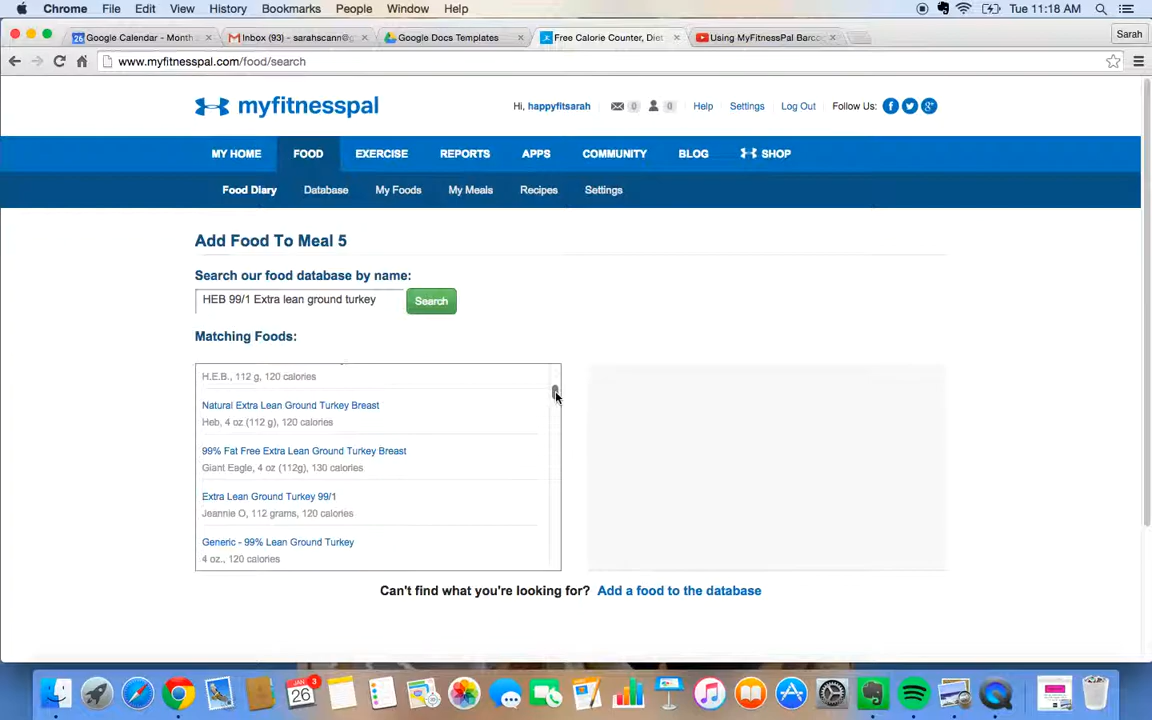 Chrome File Edit View History Bookmarks People Window Help Tue 11:18 AM
Google Calendar - Month Inbox (93) - sarahscann@g Google Docs Templates Free Calorie Counter, Diet Using MyFitnessPal Barco Sarah
www.myfitnesspal.com/food/search
myfitnesspal Hi, happyfitsarah 0 0 Help Settings Log Out Follow Us:
MY HOME FOOD EXERCISE REPORTS APPS COMMUNITY BLOG SHOP
Food Diary Database My Foods My Meals Recipes Settings
Add Food To Meal 5
Search our food database by name:
HEB 99/1 Extra lean ground turkey Search
Matching Foods:
H.E.B., 112 g, 120 calories
Natural Extra Lean Ground Turkey Breast
Heb, 4 oz (112 g), 120 calories
99% Fat Free Extra Lean Ground Turkey Breast
Giant Eagle, 4 oz (112g), 130 calories
Extra Lean Ground Turkey 99/1
Jeannie O, 112 grams, 120 calories
Generic - 99% Lean Ground Turkey
4 oz., 120 calories
Can't find what you're looking for? Add a food to the database
JAN
26
3